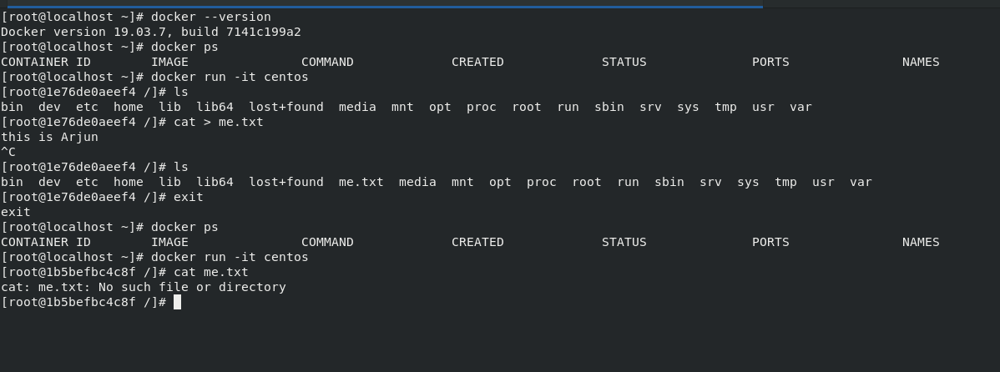 [root@localhost ~]# docker --version
Docker version 19.03.7, build 7141c199a2
[root@localhost ~]# docker ps
CONTAINER ID        IMAGE               COMMAND             CREATED             STATUS              PORTS               NAMES
[root@localhost ~]# docker run -it centos
[root@1e76de0aeef4 /]# ls
bin  dev  etc  home  lib  lib64  lost+found  media  mnt  opt  proc  root  run  sbin  srv  sys  tmp  usr  var
[root@1e76de0aeef4 /]# cat > me.txt
this is Arjun
^C
[root@1e76de0aeef4 /]# ls
bin  dev  etc  home  lib  lib64  lost+found  me.txt  media  mnt  opt  proc  root  run  sbin  srv  sys  tmp  usr  var
[root@1e76de0aeef4 /]# exit
exit
[root@localhost ~]# docker ps
CONTAINER ID        IMAGE               COMMAND             CREATED             STATUS              PORTS               NAMES
[root@localhost ~]# docker run -it centos
[root@1b5befbc4c8f /]# cat me.txt
cat: me.txt: No such file or directory
[root@1b5befbc4c8f /]#